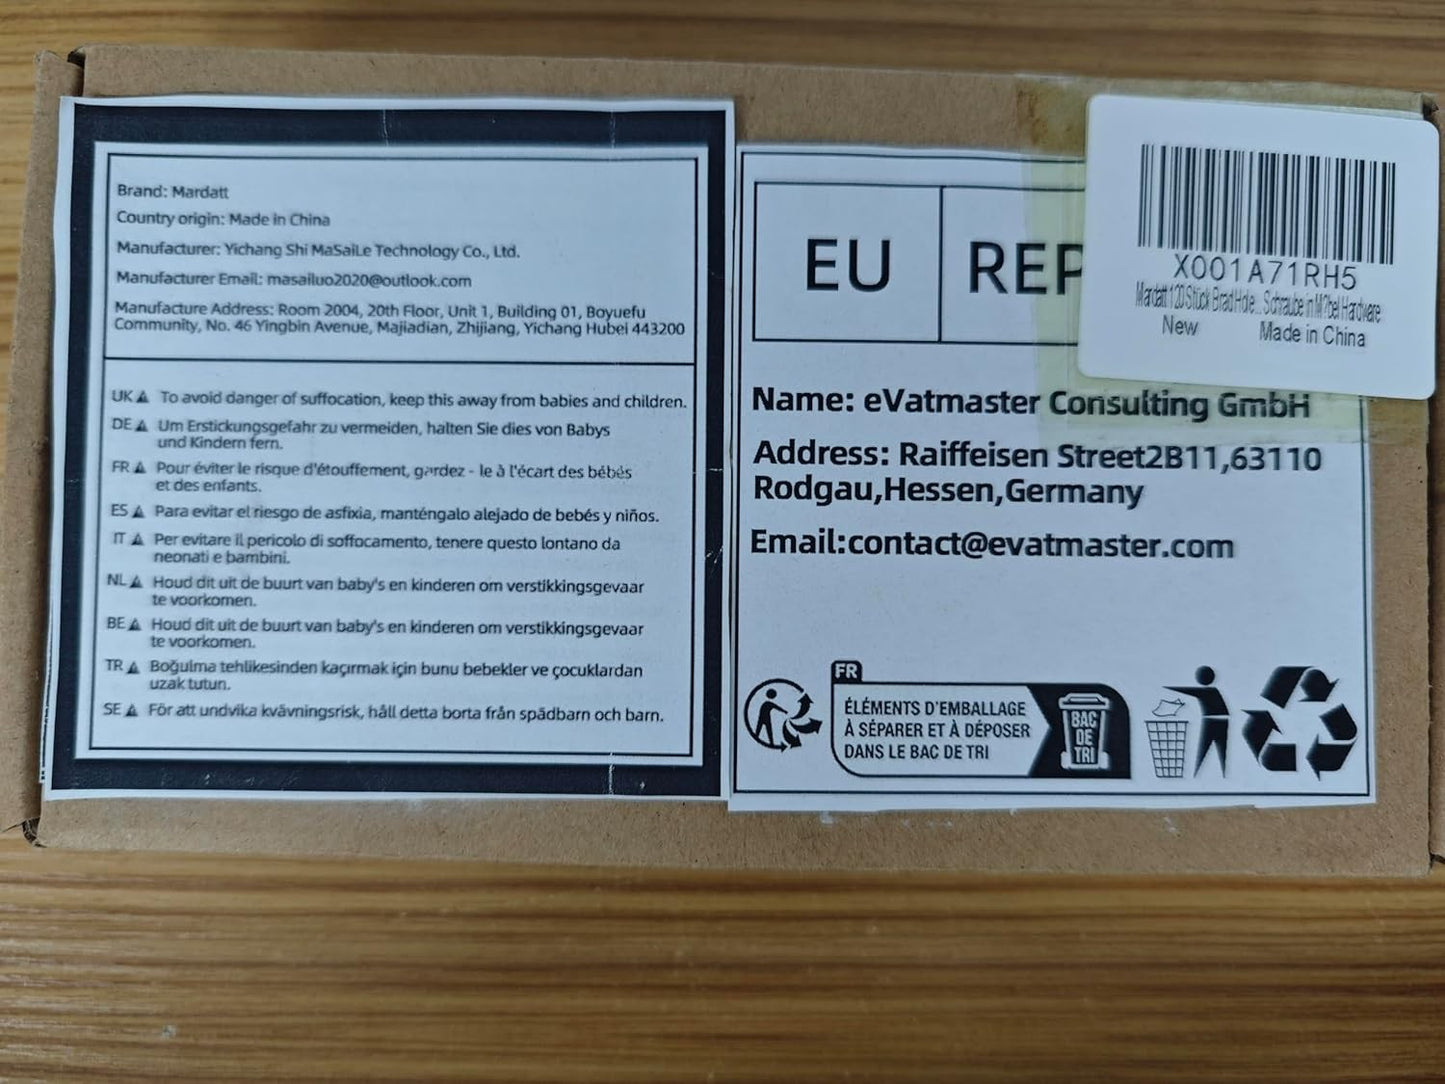 Brand: Mardatt
Country origin: Made in China
Manufacturer: Yichang Shi MaSaiLe Technology Co., Ltd.
Manufacturer Email: masailuo2020@outlook.com
Manufacture Address: Room 2004, 20th Floor, Unit 1, Building 01, Boyuefu
Community, No. 46 Yingbin Avenue, Majiadian, Zhijiang, Yichang Hubei 443200
UK To avoid danger of suffocation, keep this away from babies and children.
DE Um Erstickungsgefahr zu vermeiden, halten Sie dies von Babys
und Kindern fern.
FR Pour éviter le risque d'étouffement, gardez - le à l'écart des bébés
et des enfants.
ES Para evitar el riesgo de asfixia, manténgalo alejado de bebés y niños.
IT Per evitare il pericolo di soffocamento, tenere questo lontano da
neonati e bambini.
NL Houd dit uit de buurt van baby's en kinderen om verstikkingsgevaar
te voorkomen.
BE Houd dit uit de buurt van baby's en kinderen om verstikkingsgevaar
te voorkomen.
TR Boğulma tehlikesinden kaçırmak için bunu bebekler ve çocuklardan
uzak tutun.
SE För att undvika kvävningsrisk, håll detta borta från spädbarn och barn.
EU REP
X001A71RH5
Mardatt 120 Stück Brad Hole... Schraube in M?bel Hardware
New Made in China
Name: eVatmaster Consulting GmbH
Address: Raiffeisen Street2B11,63110
Rodgau,Hessen,Germany
Email:contact@evatmaster.com
FR
ÉLÉMENTS D'EMBALLAGE
À SÉPARER ET À DÉPOSER
DANS LE BAC DE TRI
BAC
DE
TRI